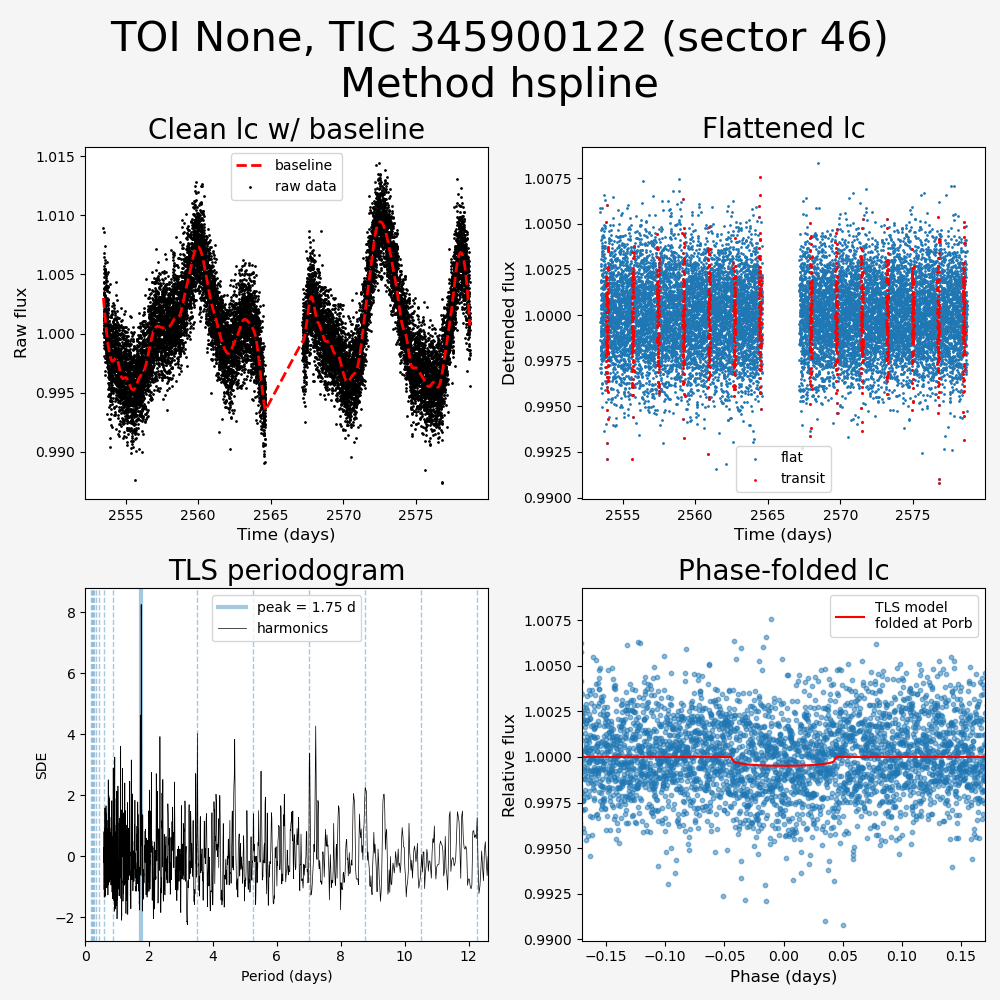 TOI None, TIC 345900122 (sector 46)
Method hspline
Clean lc w/ baseline
Flattened lc
baseline
raw data
1.015
1.010
1.005
1.000
0.995
0.990
Raw flux
2555
2560
2565
2570
2575
Time (days)
1.0075
1.0050
1.0025
1.0000
0.9975
0.9950
0.9925
0.9900
Detrended flux
flat
transit
2555
2560
2565
2570
2575
Time (days)
TLS periodogram
Phase-folded lc
peak = 1.75 d
harmonics
8
6
4
2
0
−2
SDE
0
2
4
6
8
10
12
Period (days)
TLS model
folded at Porb
1.0075
1.0050
1.0025
1.0000
0.9975
0.9950
0.9925
0.9900
Relative flux
−0.15
−0.10
−0.05
0.00
0.05
0.10
0.15
Phase (days)